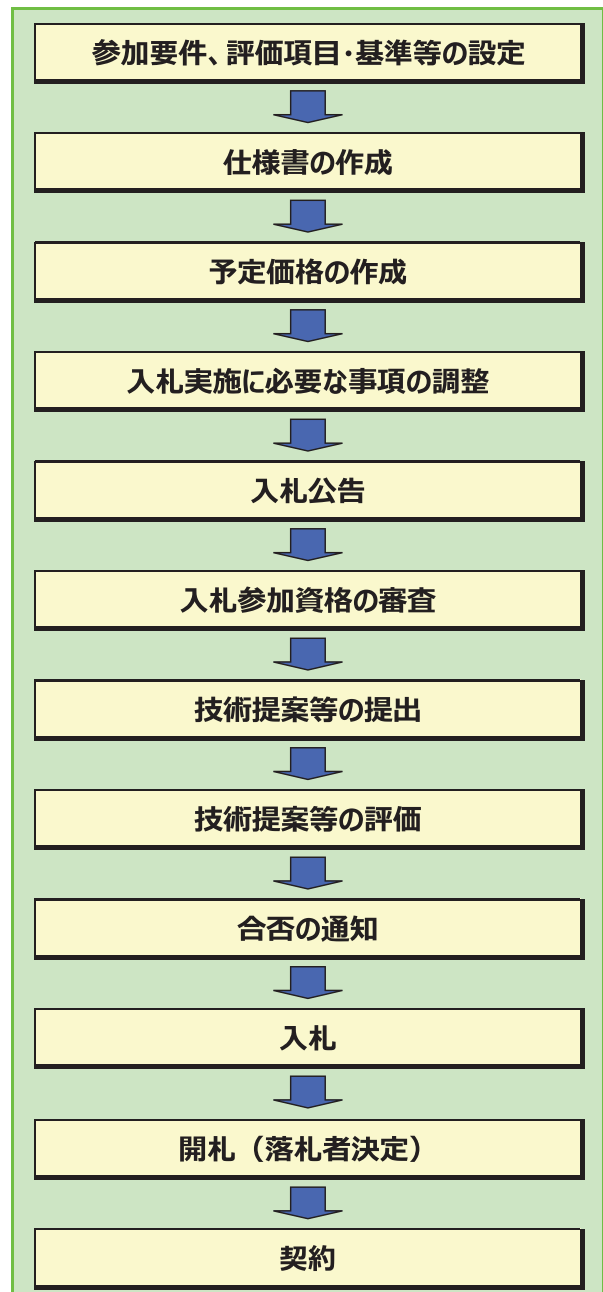 参加要件、評価項目・基準等の設定
仕様書の作成
予定価格の作成
入札実施に必要な事項の調整
入札公告
入札参加資格の審査
技術提案等の提出
技術提案等の評価
合否の通知
入札
開札（落札者決定）
契約